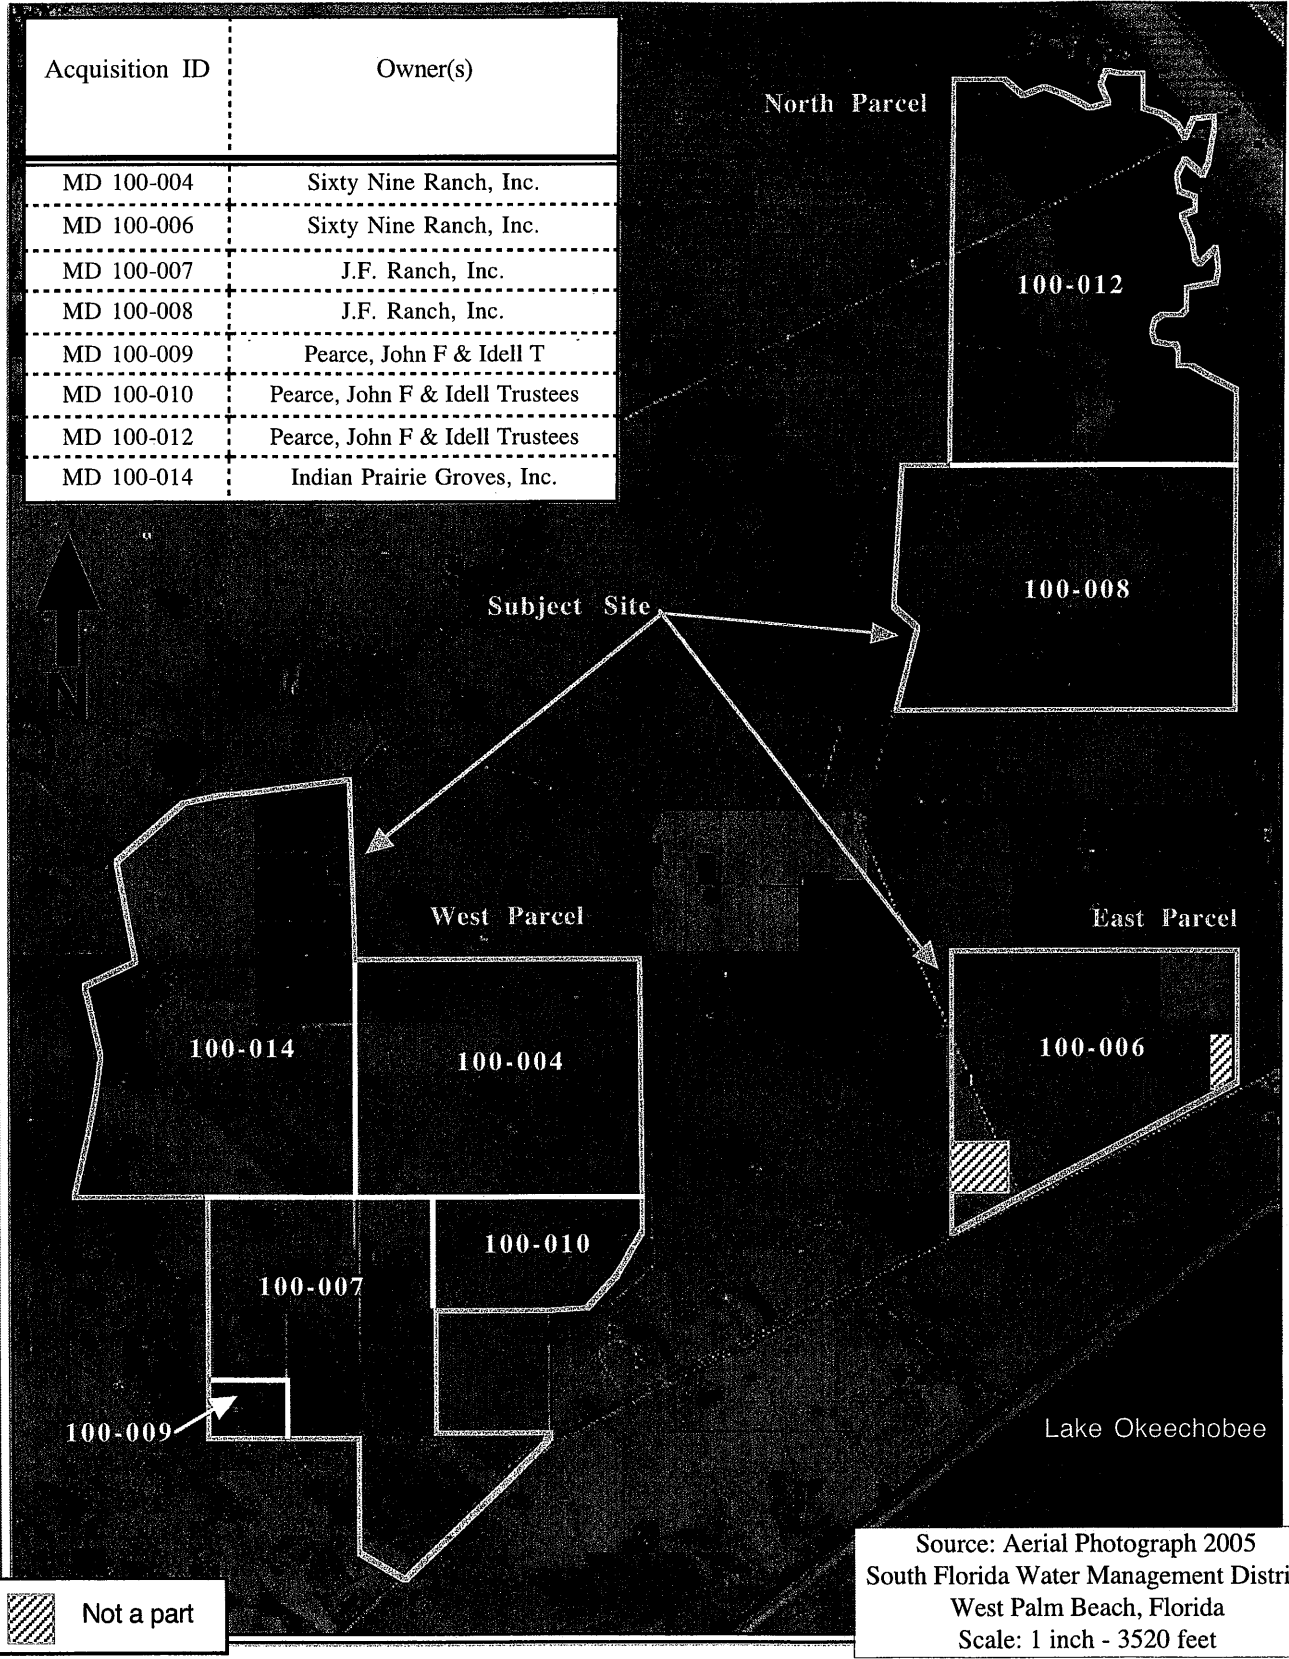 Acquisition ID Owner(s)
MD 100-004 Sixty Nine Ranch, Inc.
MD 100-006 Sixty Nine Ranch, Inc.
MD 100-007 J.F. Ranch, Inc.
MD 100-008 J.F. Ranch, Inc.
MD 100-009 Pearce, John F & Idell T
MD 100-010 Pearce, John F & Idell Trustees
MD 100-012 Pearce, John F & Idell Trustees
MD 100-014 Indian Prairie Groves, Inc.
North Parcel
100-012
100-008
Subject Site
N
West Parcel
East Parcel
100-014
100-004
100-006
100-010
100-007
100-009
Lake Okeechobee
Not a part
Source: Aerial Photograph 2005
South Florida Water Management Distri
West Palm Beach, Florida
Scale: 1 inch - 3520 feet